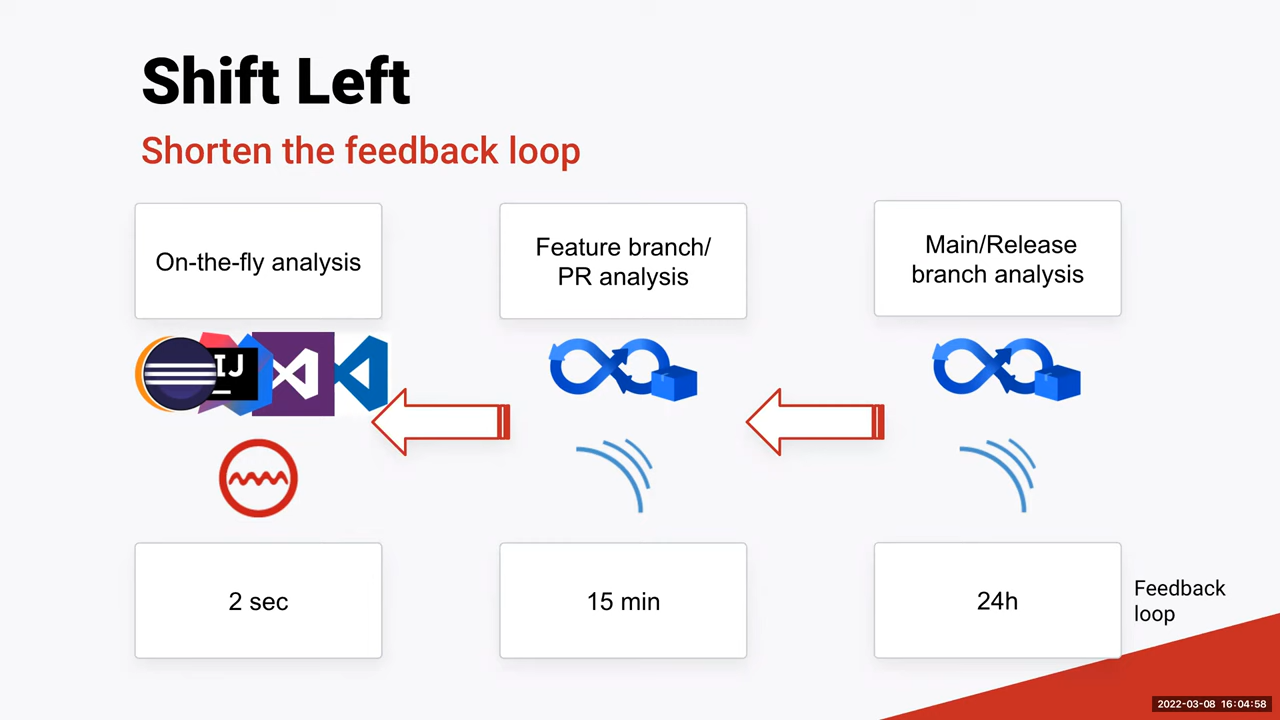 Shift Left
Shorten the feedback loop
On-the-fly analysis
Feature branch/
PR analysis
Main/Release
branch analysis
IJ
2 sec
15 min
24h
Feedback
loop
2022-03-08 16:04:58